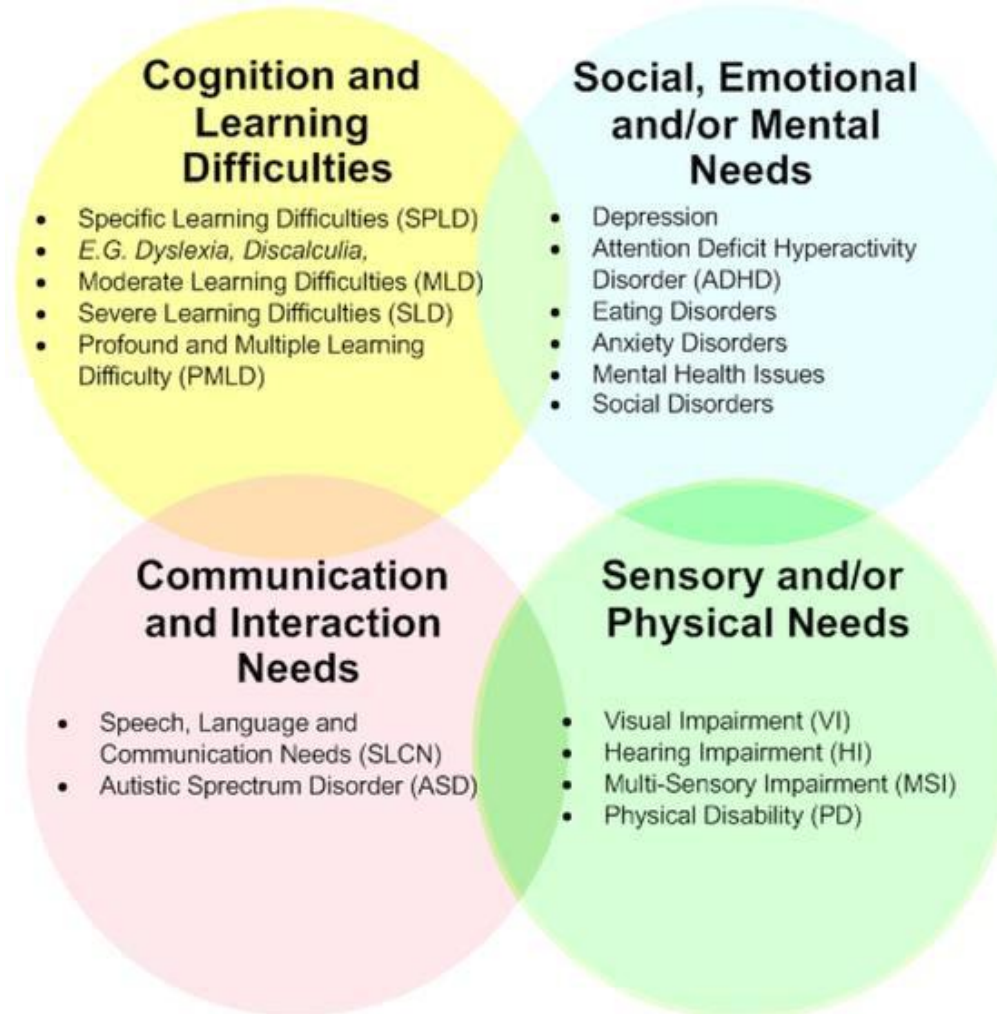 Cognition and
Learning
Difficulties
• Specific Learning Difficulties (SPLD)
• E.G. Dyslexia, Discalculia,
• Moderate Learning Difficulties (MLD)
• Severe Learning Difficulties (SLD)
• Profound and Multiple Learning
Difficulty (PMLD)
Social, Emotional
and/or Mental
Needs
• Depression
• Attention Deficit Hyperactivity
Disorder (ADHD)
• Eating Disorders
• Anxiety Disorders
• Mental Health Issues
• Social Disorders
Communication
and Interaction
Needs
• Speech, Language and
Communication Needs (SLCN)
• Autistic Sprectrum Disorder (ASD)
Sensory and/or
Physical Needs
• Visual Impairment (VI)
• Hearing Impairment (HI)
• Multi-Sensory Impairment (MSI)
• Physical Disability (PD)